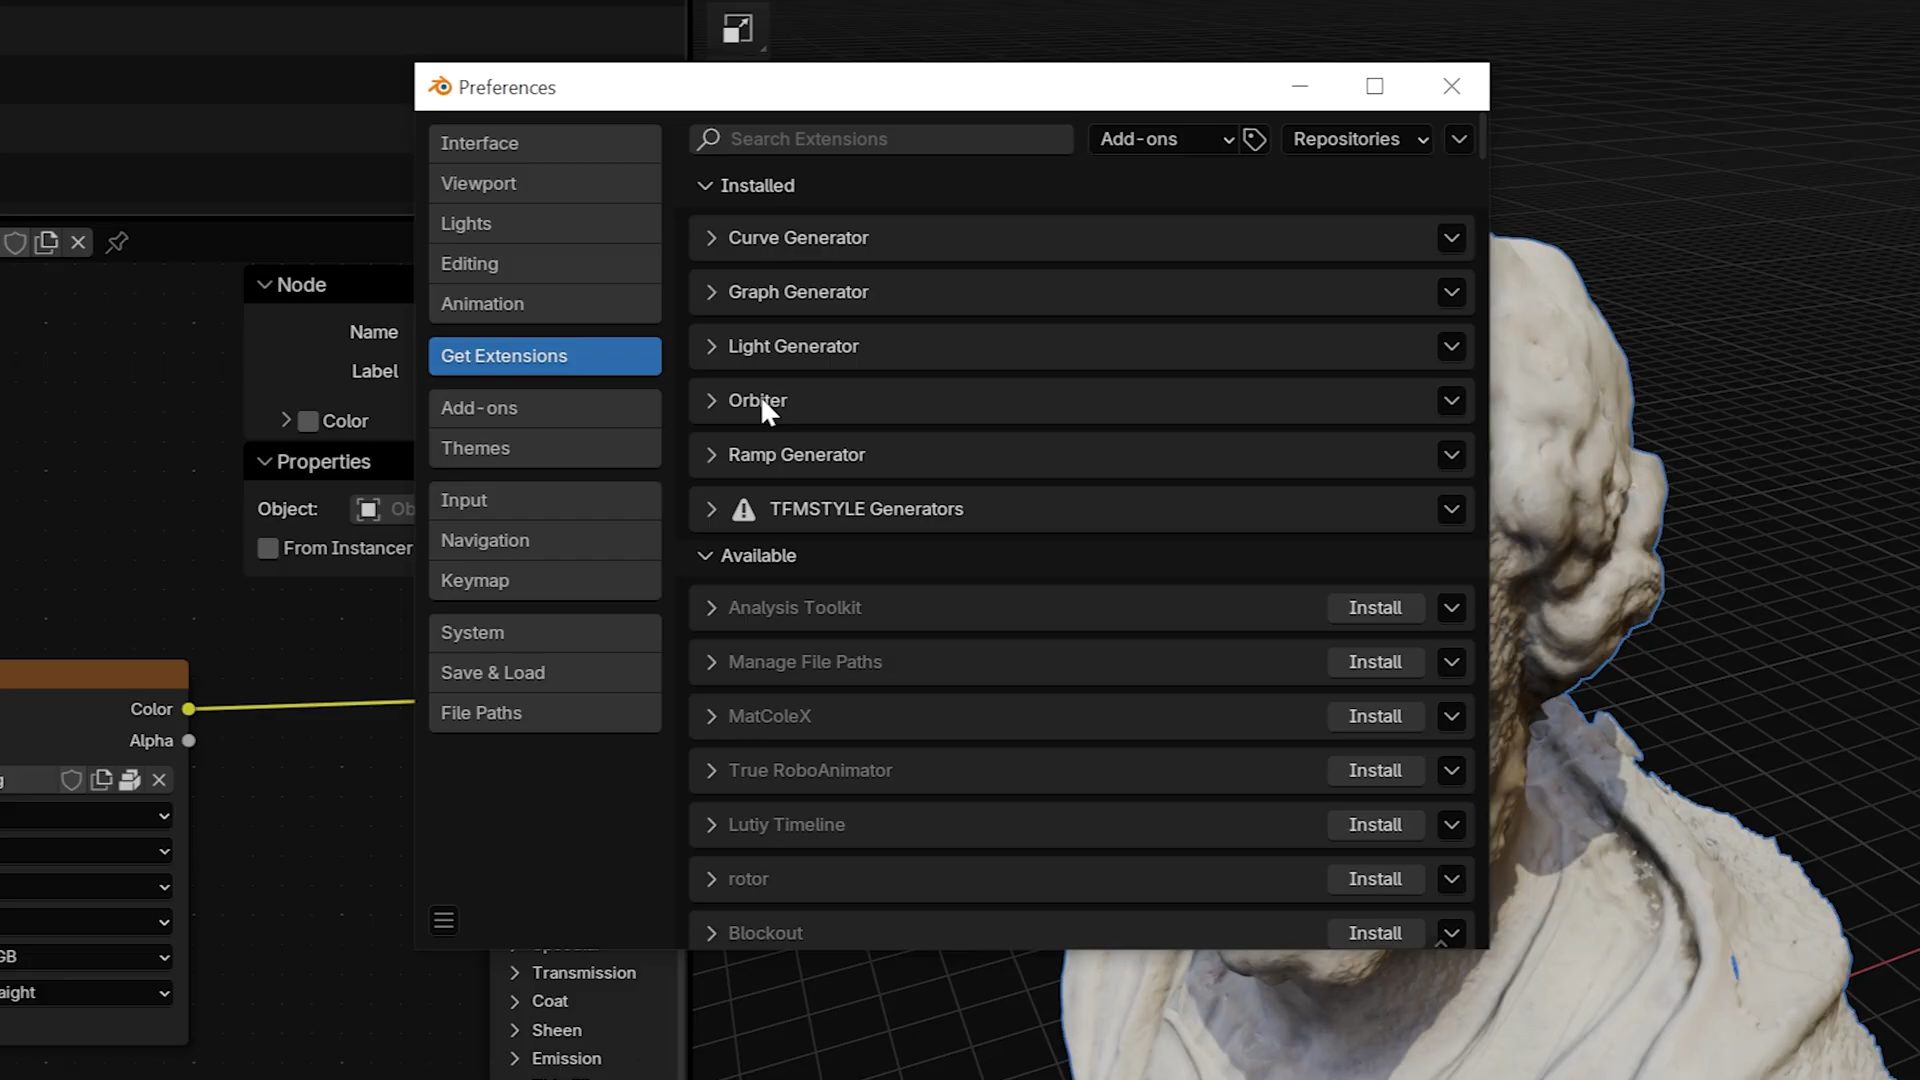 Preferences
Interface
Viewport
Lights
Editing
Animation
Get Extensions
Add-ons
Themes
Input
Navigation
Keymap
System
Save & Load
File Paths
Search Extensions
Add-ons
Repositories
Installed
Curve Generator
Graph Generator
Light Generator
Orbiter
Ramp Generator
TFMSTYLE Generators
Available
Analysis Toolkit Install
Manage File Paths Install
MatColeX Install
True RoboAnimator Install
Lutiy Timeline Install
rotor Install
Blockout Install
Node
Name
Label
Color
Properties
Object: Ob
From Instancer
Color
Alpha
g
GB
aight
Transmission
Coat
Sheen
Emission